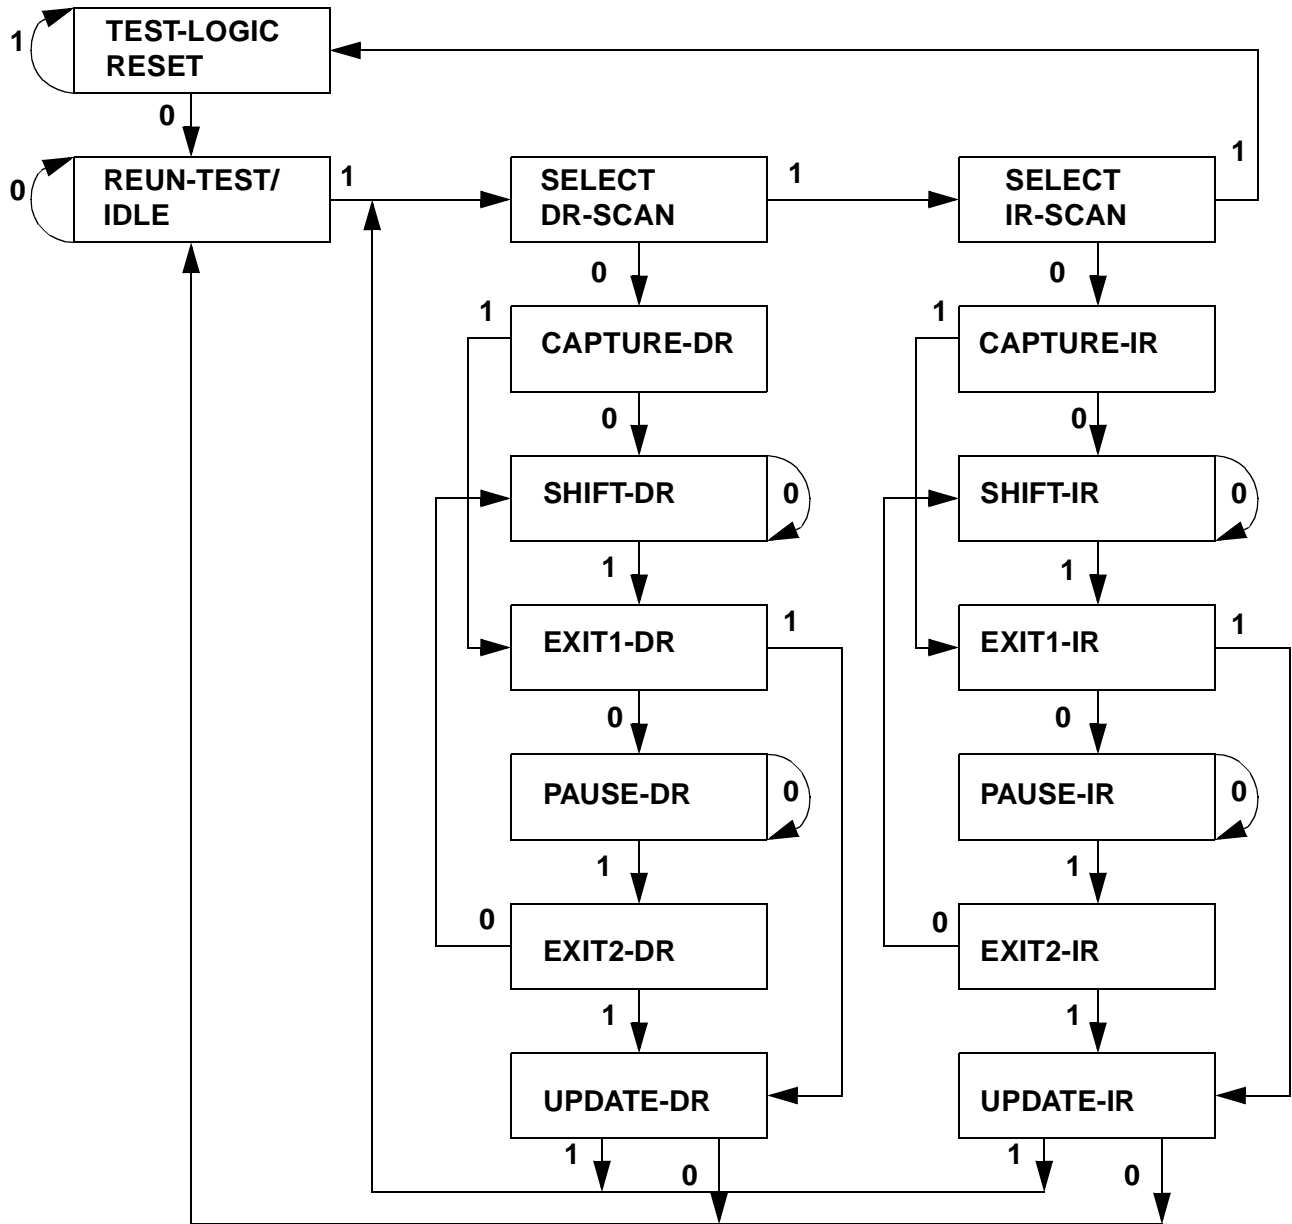 TEST-LOGIC
RESET
1
0
REUN-TEST/
IDLE
0
1
SELECT
DR-SCAN
1
SELECT
IR-SCAN
1
0
0
1
CAPTURE-DR
1
CAPTURE-IR
0
0
SHIFT-DR
0
SHIFT-IR
0
1
1
EXIT1-DR
1
EXIT1-IR
1
0
0
PAUSE-DR
0
PAUSE-IR
0
1
1
0
EXIT2-DR
0
EXIT2-IR
1
1
UPDATE-DR
UPDATE-IR
1
0
1
0